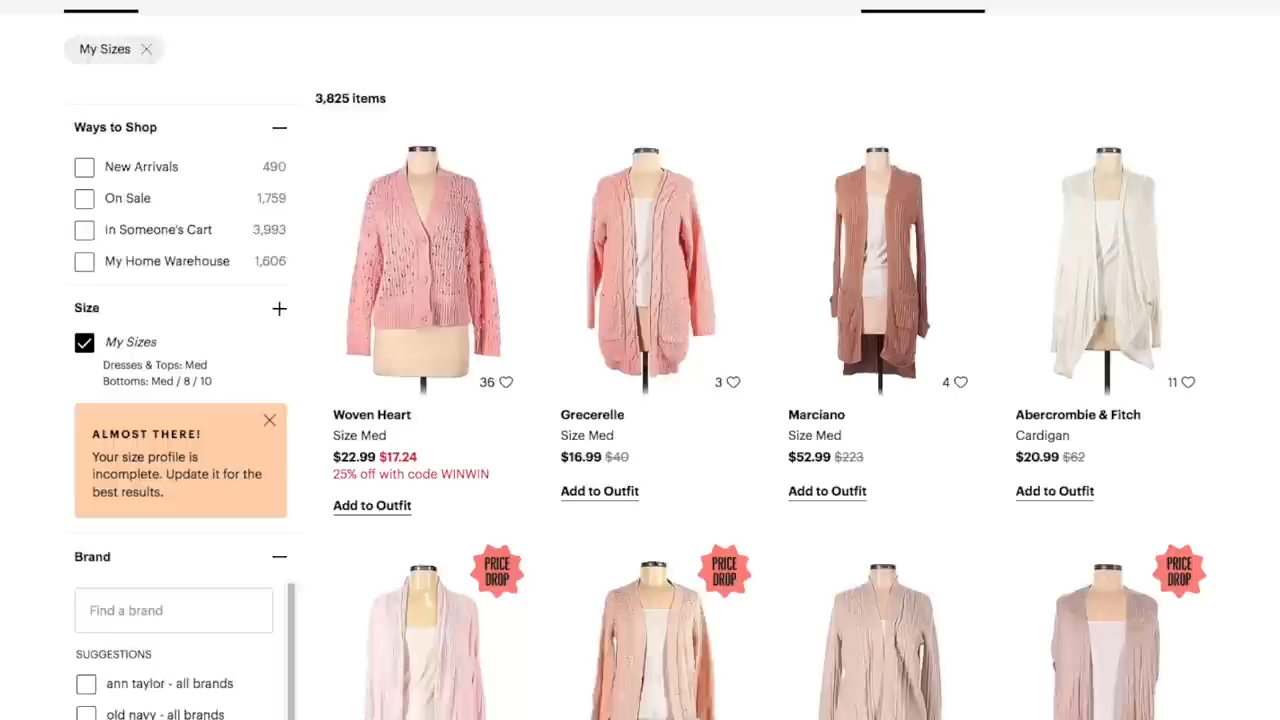 My Sizes
3,825 items
Ways to Shop
New Arrivals 490
On Sale 1,759
In Someone's Cart 3,993
My Home Warehouse 1,606
Size
My Sizes
Dresses & Tops: Med
Bottoms: Med / 8 / 10
ALMOST THERE!
Your size profile is
incomplete. Update it for the
best results.
Brand
Find a brand
SUGGESTIONS
ann taylor - all brands
old navy - all brands
36
Woven Heart
Size Med
$22.99 $17.24
25% off with code WINWIN
Add to Outfit
3
Grecerelle
Size Med
$16.99 $40
Add to Outfit
4
Marciano
Size Med
$52.99 $223
Add to Outfit
11
Abercrombie & Fitch
Cardigan
$20.99 $62
Add to Outfit
PRICE
DROP
PRICE
DROP
PRICE
DROP